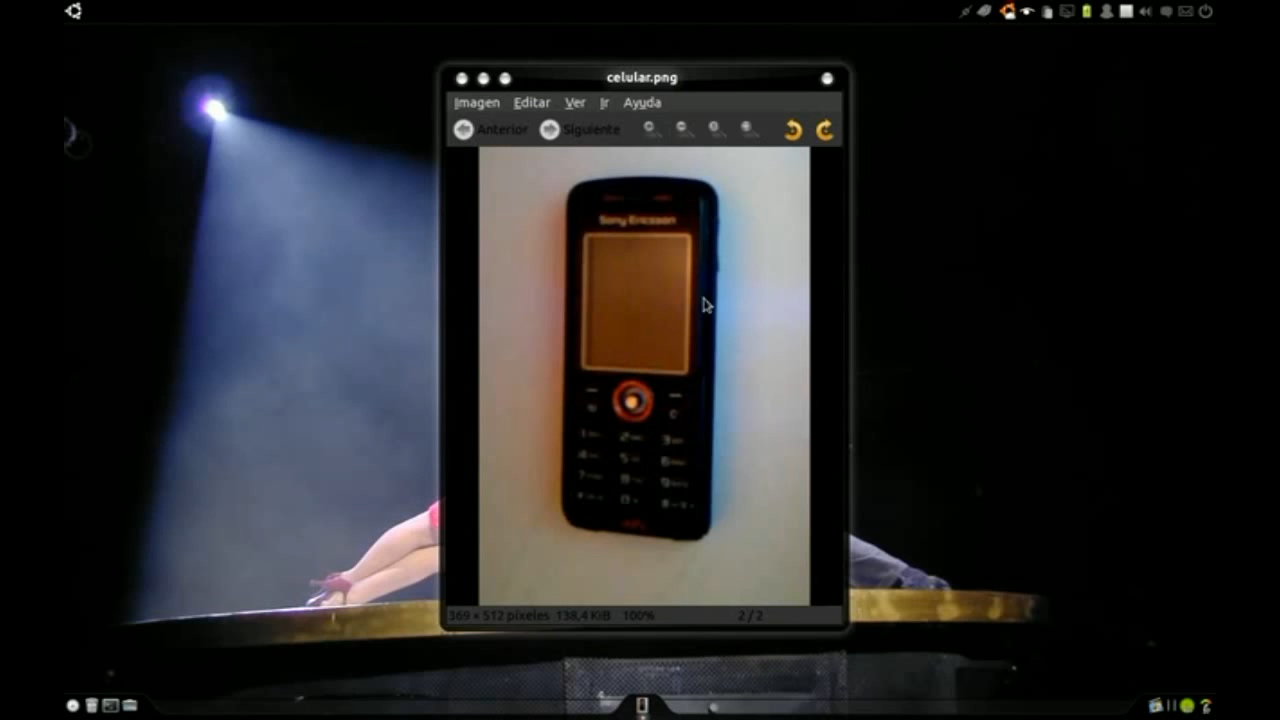 celular.png
Imagen Editar Ver Ir Ayuda
Anterior Siguiente
Sony Ericsson
369 × 512 píxeles 138,4 KiB 100% 2 / 2